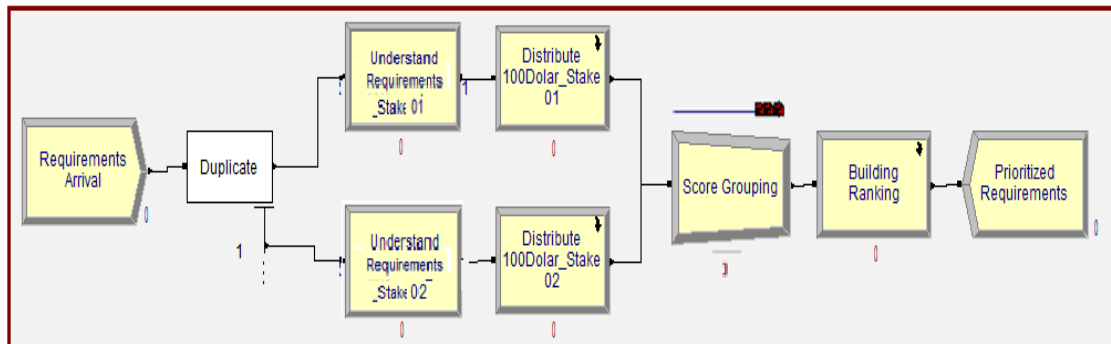 Requirements
Arrival
0
Duplicate
1
Understand
Requirements
_Stake 01
1
0
Distribute
100Dolar_Stake
01
0
Understand
Requirements
_Stake 02
0
Distribute
100Dolar_Stake
02
0
Score Grouping
Building
Ranking
0
Prioritized
Requirements
0